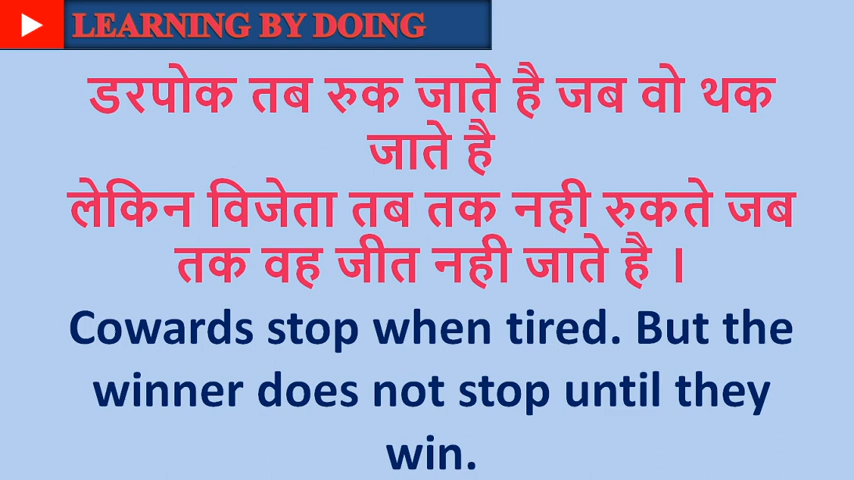 LEARNING BY DOING
डरपोक तब रुक जाते है जब वो थक
जाते है
लेकिन विजेता तब तक नही रुकते जब
तक वह जीत नही जाते है ।
Cowards stop when tired. But the
winner does not stop until they
win.